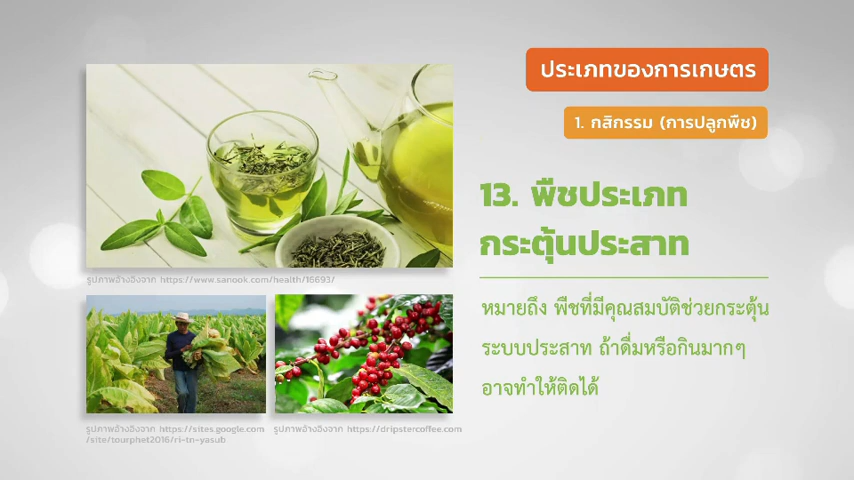 ประเภทของการเกษตร
1. กสิกรรม (การปลูกพืช)
13. พืชประเภท
กระตุ้นประสาท
หมายถึง พืชที่มีคุณสมบัติช่วยกระตุ้น
ระบบประสาท ถ้าดื่มหรือกินมากๆ
อาจทำให้ติดได้
รูปภาพอ้างอิงจาก https://www.sanook.com/health/16693/
รูปภาพอ้างอิงจาก https://sites.google.com
/site/tourphet2016/ri-tn-yasub
รูปภาพอ้างอิงจาก https://dripstercoffee.com